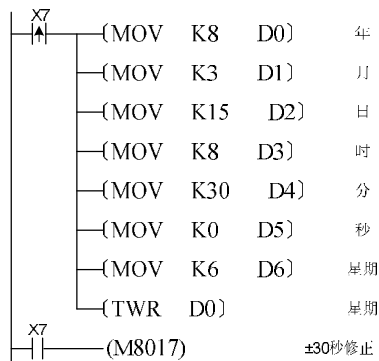 X7
(MOV K8 D0) 年
(MOV K3 D1) 月
(MOV K15 D2) 日
(MOV K8 D3) 时
(MOV K30 D4) 分
(MOV K0 D5) 秒
(MOV K6 D6) 星期
(TWR D0) 星期
X7
(M8017) ±30秒修正